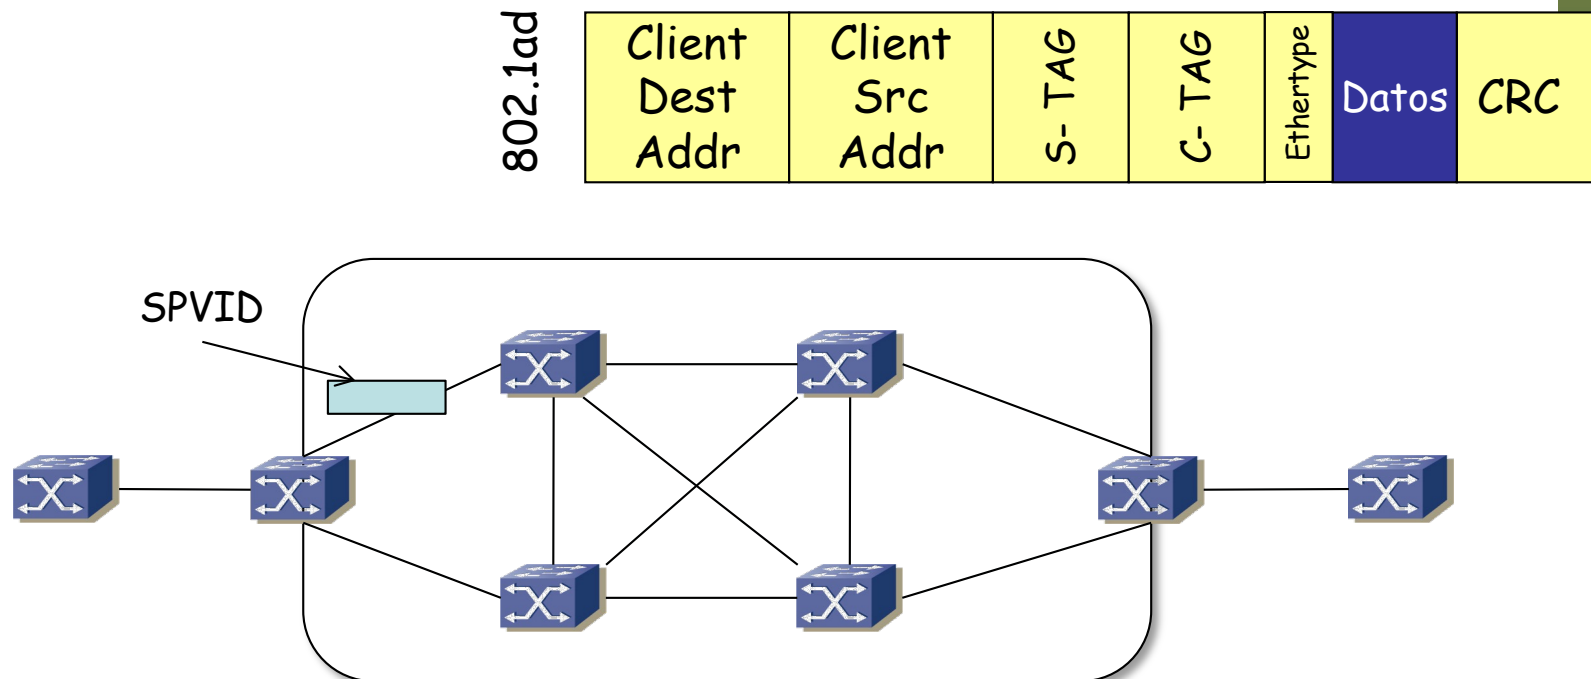 802.1ad
Client
Dest
Addr
Client
Src
Addr
S- TAG
C- TAG
Ethertype
Datos
CRC
SPVID